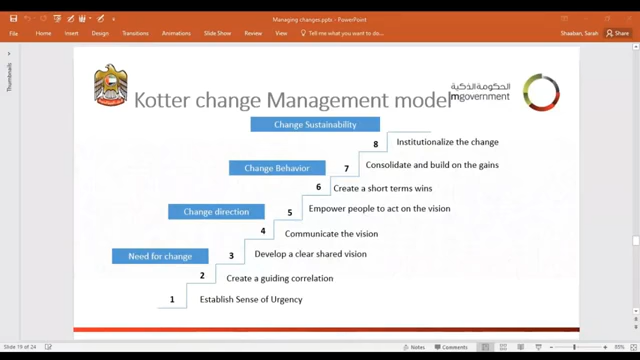 Managing changes.ppts - PowerPoint
Shaaban, Sarah
File
Home
Insert
Design
Transitions
Animations
Slide Show
Review
View
Tell me what you want to do...
Share
Thumbnails
Kotter change Management model
الحكومة الذكية
mgovernment
Change Sustainability
8
Institutionalize the change
Change Behavior
7
Consolidate and build on the gains
6
Create a short terms wins
Change direction
5
Empower people to act on the vision
4
Communicate the vision
Need for change
3
Develop a clear shared vision
2
Create a guiding correlation
1
Establish Sense of Urgency
Slide 19 of 24
Notes
Comments
85%